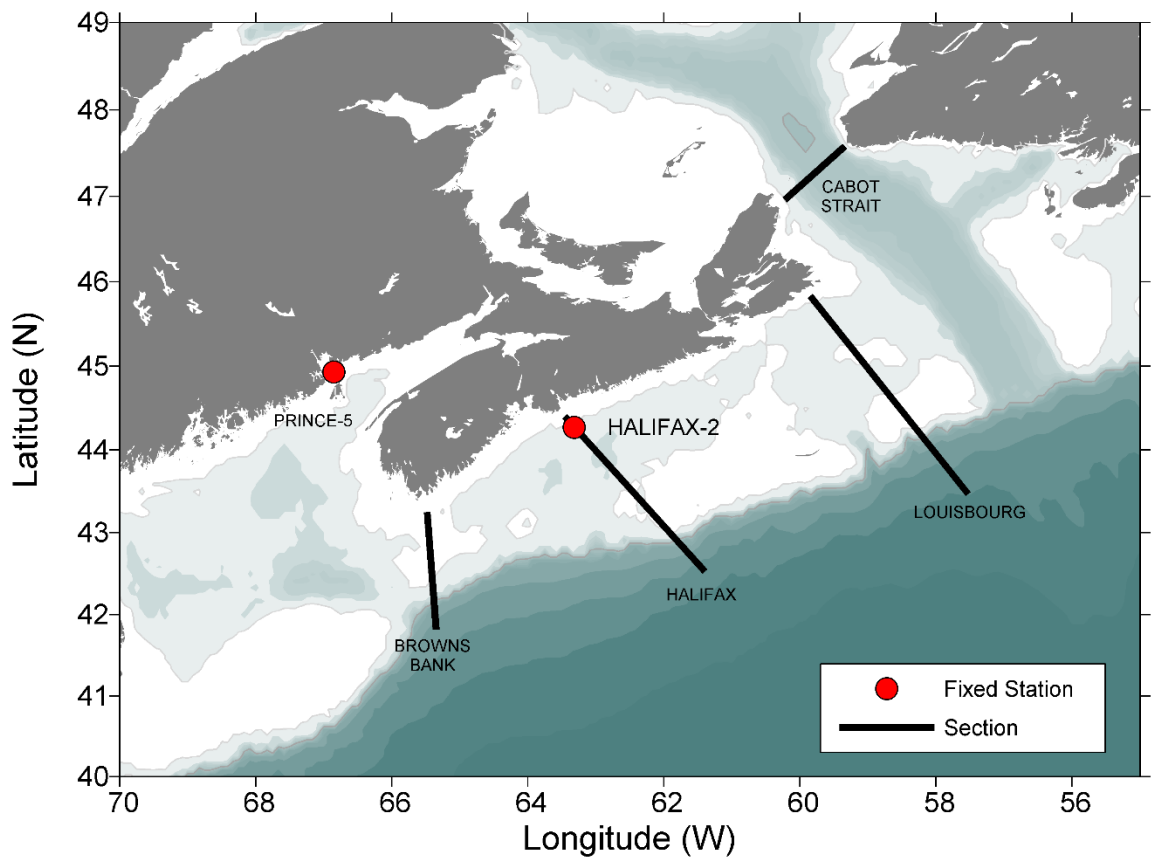 49
48
47
46
45
44
43
42
41
40
Latitude (N)
CABOT
STRAIT
PRINCE-5
HALIFAX-2
LOUISBOURG
HALIFAX
BROWNS
BANK
Fixed Station
Section
70 68 66 64 62 60 58 56
Longitude (W)